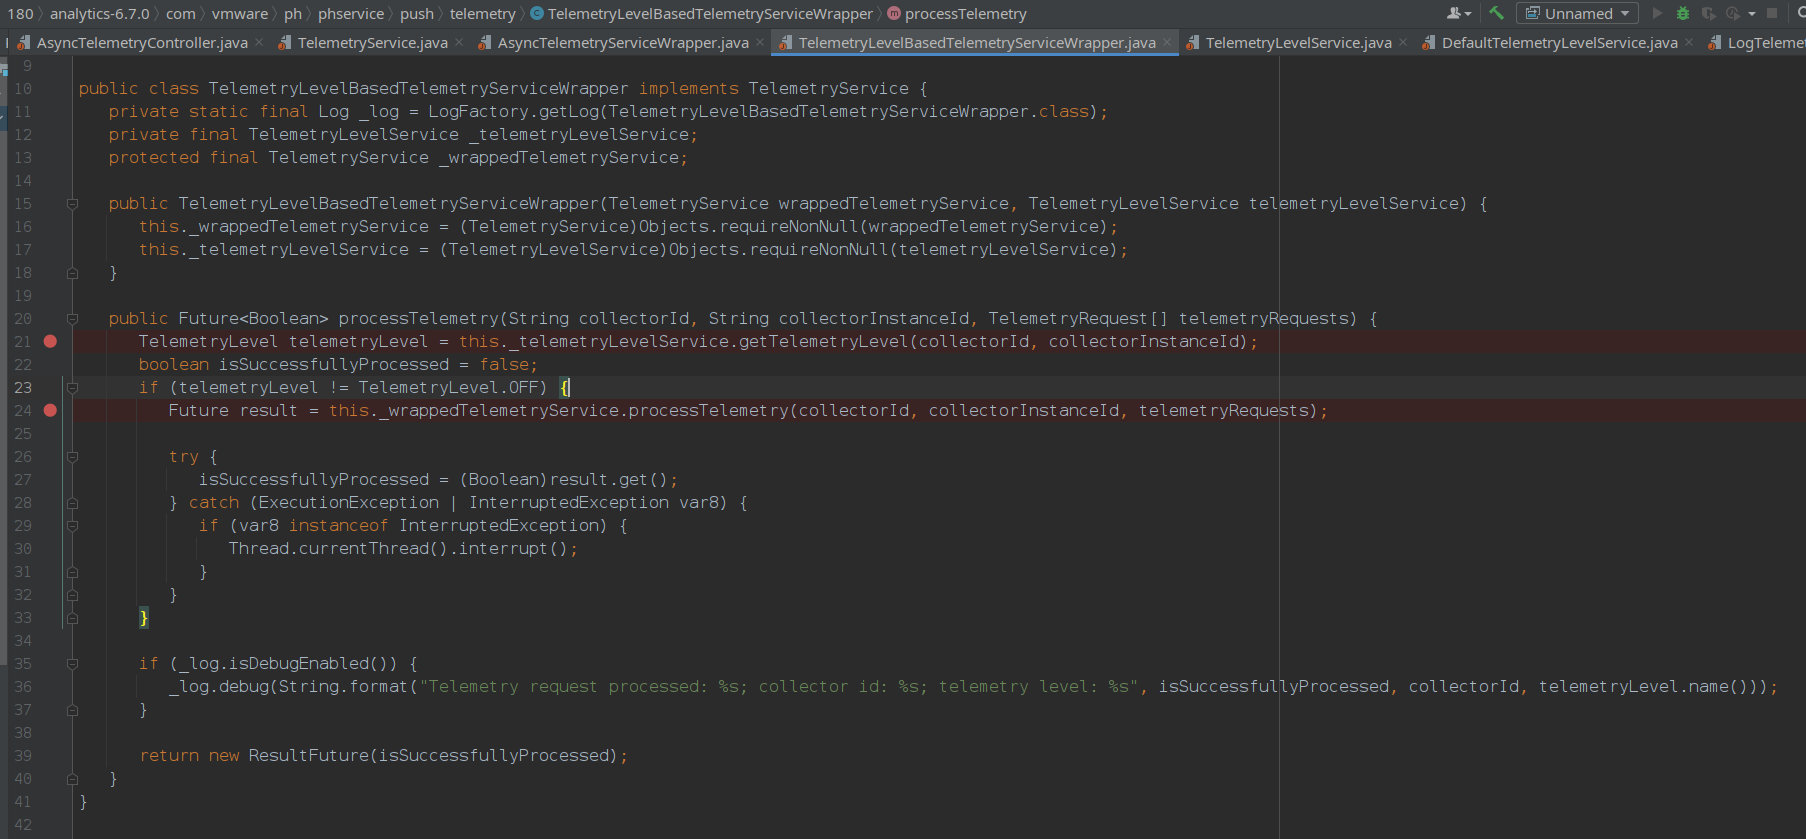 180 analytics-6.7.0 com vmware ph phservice push telemetry TelemetryLevelBasedTelemetryServiceWrapper processTelemetry Unnamed
AsyncTelemetryController.java TelemetryService.java AsyncTelemetryServiceWrapper.java TelemetryLevelBasedTelemetryServiceWrapper.java TelemetryLevelService.java DefaultTelemetryLevelService.java LogTeleme
9
10 public class TelemetryLevelBasedTelemetryServiceWrapper implements TelemetryService {
11 private static final Log _log = LogFactory.getLog(TelemetryLevelBasedTelemetryServiceWrapper.class);
12 private final TelemetryLevelService _telemetryLevelService;
13 protected final TelemetryService _wrappedTelemetryService;
14
15 public TelemetryLevelBasedTelemetryServiceWrapper(TelemetryService wrappedTelemetryService, TelemetryLevelService telemetryLevelService) {
16 this._wrappedTelemetryService = (TelemetryService)Objects.requireNonNull(wrappedTelemetryService);
17 this._telemetryLevelService = (TelemetryLevelService)Objects.requireNonNull(telemetryLevelService);
18 }
19
20 public Future<Boolean> processTelemetry(String collectorId, String collectorInstanceId, TelemetryRequest[] telemetryRequests) {
21 TelemetryLevel telemetryLevel = this._telemetryLevelService.getTelemetryLevel(collectorId, collectorInstanceId);
22 boolean isSuccessfullyProcessed = false;
23 if (telemetryLevel != TelemetryLevel.OFF) {
24 Future result = this._wrappedTelemetryService.processTelemetry(collectorId, collectorInstanceId, telemetryRequests);
25
26 try {
27 isSuccessfullyProcessed = (Boolean)result.get();
28 } catch (ExecutionException | InterruptedException var8) {
29 if (var8 instanceof InterruptedException) {
30 Thread.currentThread().interrupt();
31 }
32 }
33 }
34
35 if (_log.isDebugEnabled()) {
36 _log.debug(String.format("Telemetry request processed: %s; collector id: %s; telemetry level: %s", isSuccessfullyProcessed, collectorId, telemetryLevel.name()));
37 }
38
39 return new ResultFuture(isSuccessfullyProcessed);
40 }
41 }
42